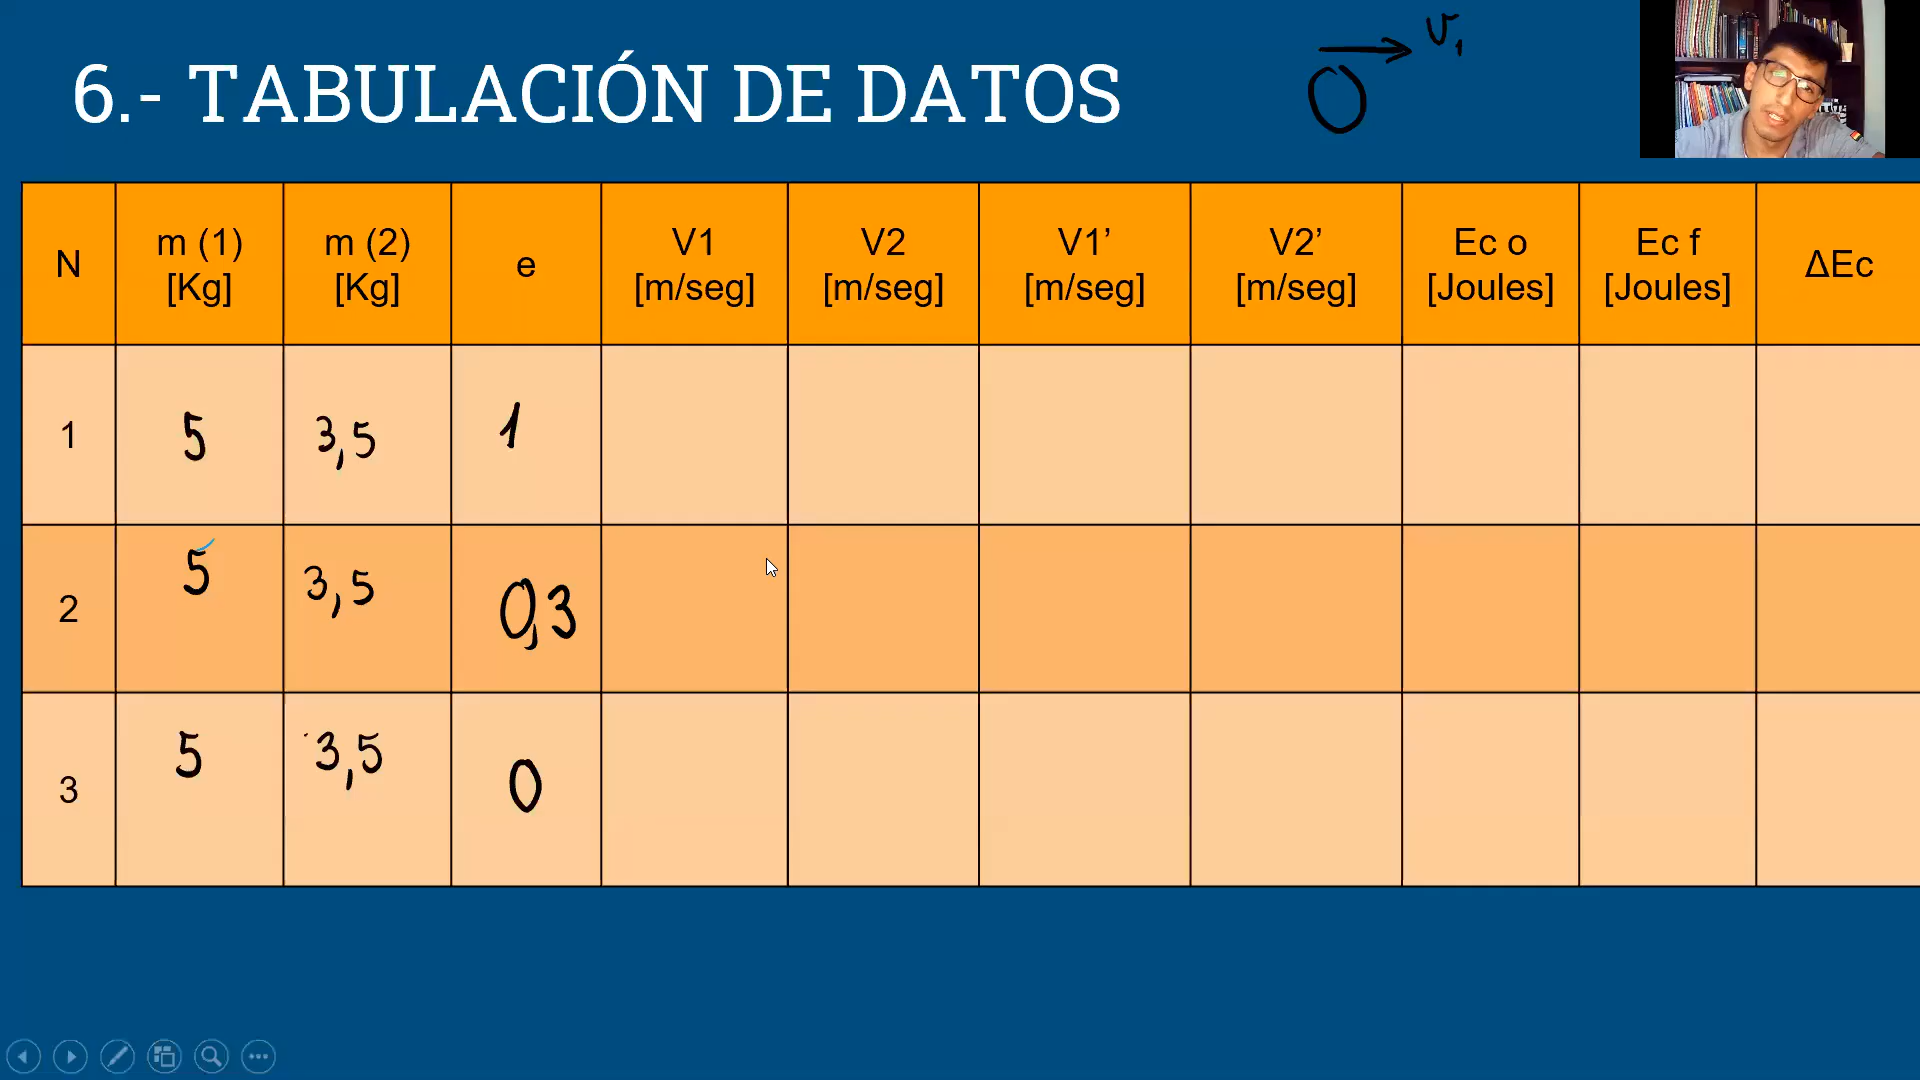 6.- TABULACIÓN DE DATOS
v1
N m (1) [Kg] m (2) [Kg] e V1 [m/seg] V2 [m/seg] V1’ [m/seg] V2’ [m/seg] Ec o [Joules] Ec f [Joules] ΔEc
1 5 3,5 1
2 5 3,5 0,3
3 5 3,5 0